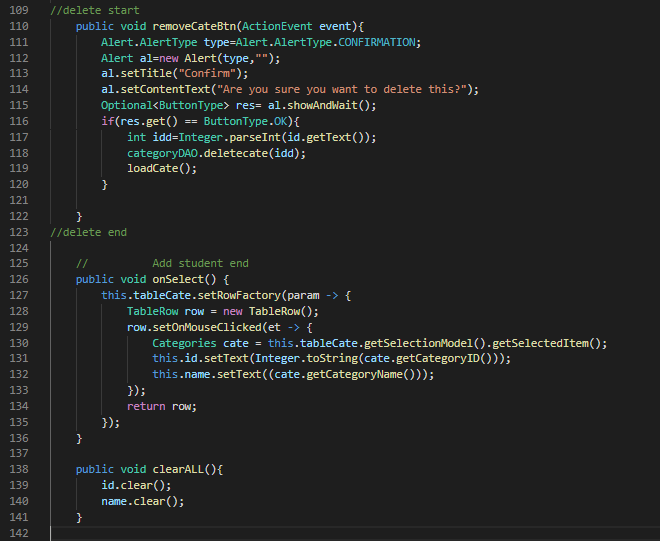 109 //delete start
110 public void removeCateBtn(ActionEvent event){
111 Alert.AlertType type=Alert.AlertType.CONFIRMATION;
112 Alert al=new Alert(type,"");
113 al.setTitle("Confirm");
114 al.setContentText("Are you sure you want to delete this?");
115 Optional<ButtonType> res= al.showAndWait();
116 if(res.get() == ButtonType.OK){
117 int idd=Integer.parseInt(id.getText());
118 categoryDAO.deletecate(idd);
119 loadCate();
120 }
121
122 }
123 //delete end
124
125 // Add student end
126 public void onSelect() {
127 this.tableCate.setRowFactory(param -> {
128 TableRow row = new TableRow();
129 row.setOnMouseClicked(et -> {
130 Categories cate = this.tableCate.getSelectionModel().getSelectedItem();
131 this.id.setText(Integer.toString(cate.getCategoryID()));
132 this.name.setText((cate.getCategoryName()));
133 });
134 return row;
135 });
136 }
137
138 public void clearALL(){
139 id.clear();
140 name.clear();
141 }
142